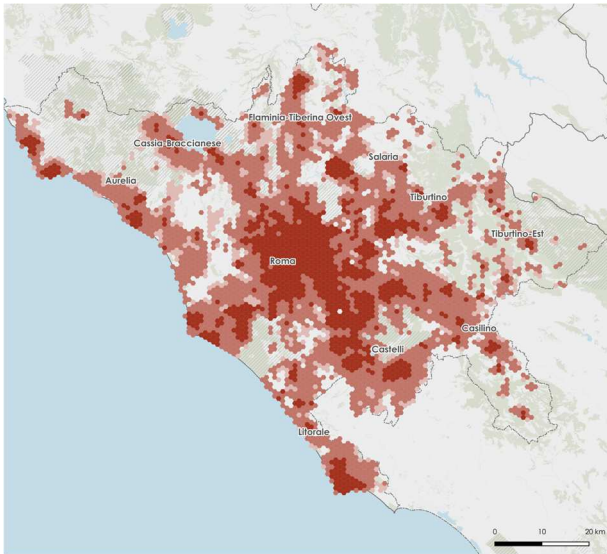 Flaminia-Tiberina Ovest
Cassia-Braccianese
Salaria
Aurelia
Tiburtino
Tiburtino-Est
Roma
Casilino
Castelli
Litorale
0 10 20 km